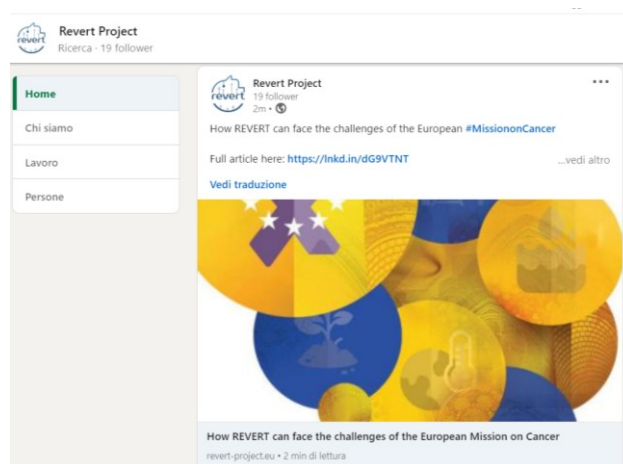 revert
Revert Project
Ricerca - 19 follower
Home
Chi siamo
Lavoro
Persone
revert
Revert Project
19 follower
2m •
How REVERT can face the challenges of the European #MissiononCancer
Full article here: https://lnkd.in/dG9VTNT ...vedi altro
Vedi traduzione
How REVERT can face the challenges of the European Mission on Cancer
revert-project.eu • 2 min di lettura